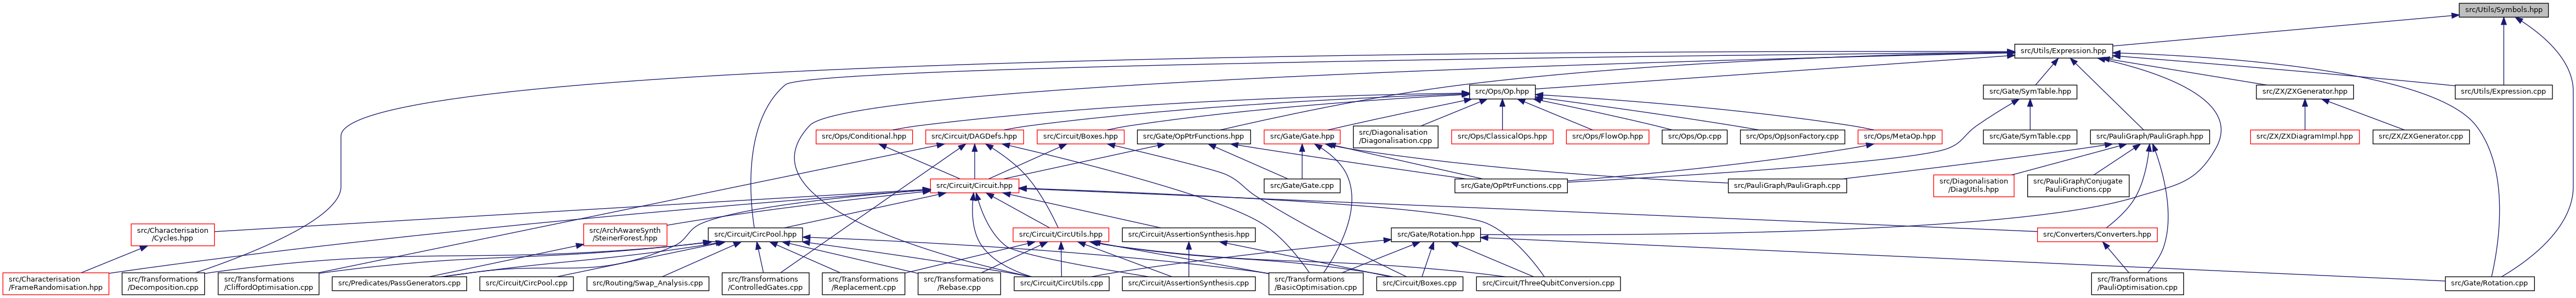 src/Utils/Symbols.hpp
src/Utils/Expression.hpp
src/Ops/Op.hpp
src/Gate/SymTable.hpp
src/ZX/ZXGenerator.hpp
src/Utils/Expression.cpp
src/Ops/Conditional.hpp
src/Circuit/DAGDefs.hpp
src/Circuit/Boxes.hpp
src/Gate/OpPtrFunctions.hpp
src/Gate/Gate.hpp
src/Diagonalisation
/Diagonalisation.cpp
src/Ops/ClassicalOps.hpp
src/Ops/FlowOp.hpp
src/Ops/Op.cpp
src/Ops/OpJsonFactory.cpp
src/Ops/MetaOp.hpp
src/Gate/SymTable.cpp
src/PauliGraph/PauliGraph.hpp
src/ZX/ZXDiagramImpl.hpp
src/ZX/ZXGenerator.cpp
src/Circuit/Circuit.hpp
src/Gate/Gate.cpp
src/Gate/OpPtrFunctions.cpp
src/PauliGraph/PauliGraph.cpp
src/Diagonalisation
/DiagUtils.hpp
src/PauliGraph/Conjugate
PauliFunctions.cpp
src/Characterisation
/Cycles.hpp
src/ArchAwareSynth
/SteinerForest.hpp
src/Circuit/CircPool.hpp
src/Circuit/CircUtils.hpp
src/Circuit/AssertionSynthesis.hpp
src/Gate/Rotation.hpp
src/Converters/Converters.hpp
src/Characterisation
/FrameRandomisation.hpp
src/Transformations
/Decomposition.cpp
src/Transformations
/CliffordOptimisation.cpp
src/Predicates/PassGenerators.cpp
src/Circuit/CircPool.cpp
src/Routing/Swap_Analysis.cpp
src/Transformations
/ControlledGates.cpp
src/Transformations
/Replacement.cpp
src/Transformations
/Rebase.cpp
src/Circuit/CircUtils.cpp
src/Circuit/AssertionSynthesis.cpp
src/Transformations
/BasicOptimisation.cpp
src/Circuit/Boxes.cpp
src/Circuit/ThreeQubitConversion.cpp
src/Transformations
/PauliOptimisation.cpp
src/Gate/Rotation.cpp